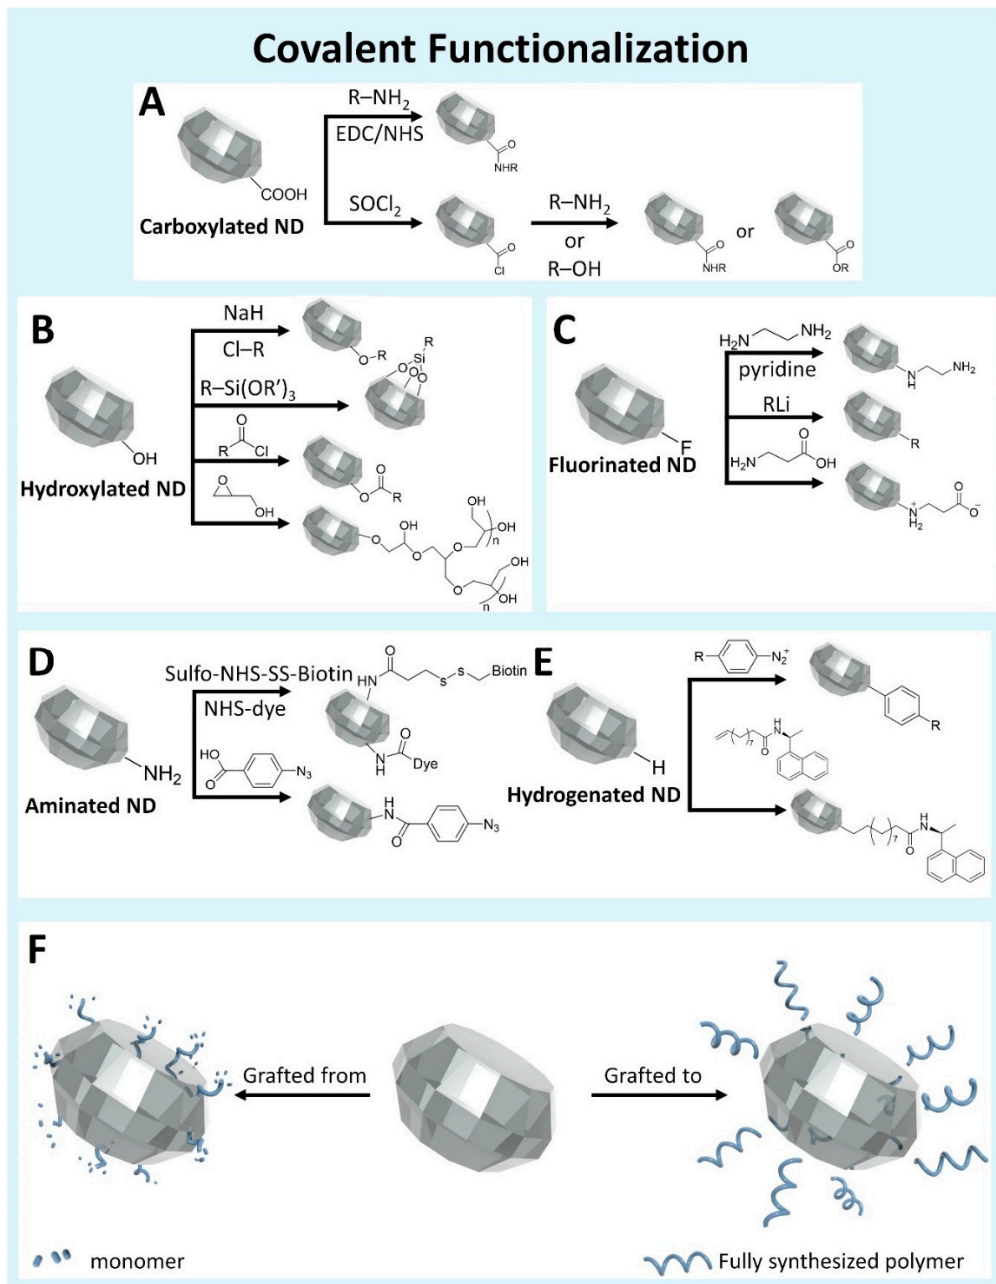 Covalent Functionalization
A
R–NH2
EDC/NHS
O
NHR
COOH
Carboxylated ND
SOCl2
O
Cl
R–NH2
or
R–OH
O
NHR
or
O
OR
B
NaH
Cl–R
O–R
R
Si
O
O
O
R–Si(OR')3
O
R
Cl
O
O
R
OH
Hydroxylated ND
O
OH
OH
O
O
O
O
OH
OH
n
OH
OH
n
C
H2N
NH2
pyridine
N
H
NH2
RLi
R
F
Fluorinated ND
O
H2N
OH
N+
H2
O
O-
D
Sulfo-NHS-SS-Biotin
NHS-dye
O
HN
S
S
Biotin
HN
O
Dye
NH2
Aminated ND
HO
O
N3
H
N
O
N3
E
R
N2+
R
H
Hydrogenated ND
7
O
H
N
7
O
H
N
F
Grafted from
Grafted to
monomer
Fully synthesized polymer